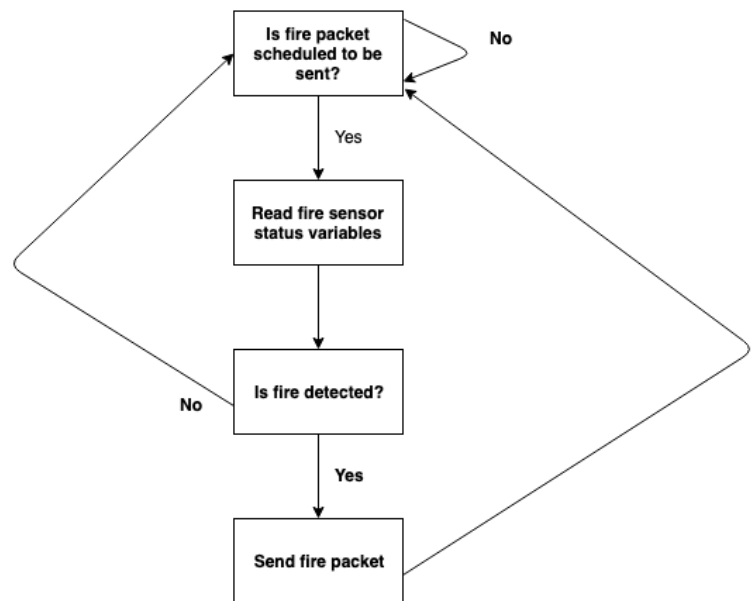 Is fire packet
scheduled to be
sent?
No
Yes
Read fire sensor
status variables
Is fire detected?
No
Yes
Send fire packet